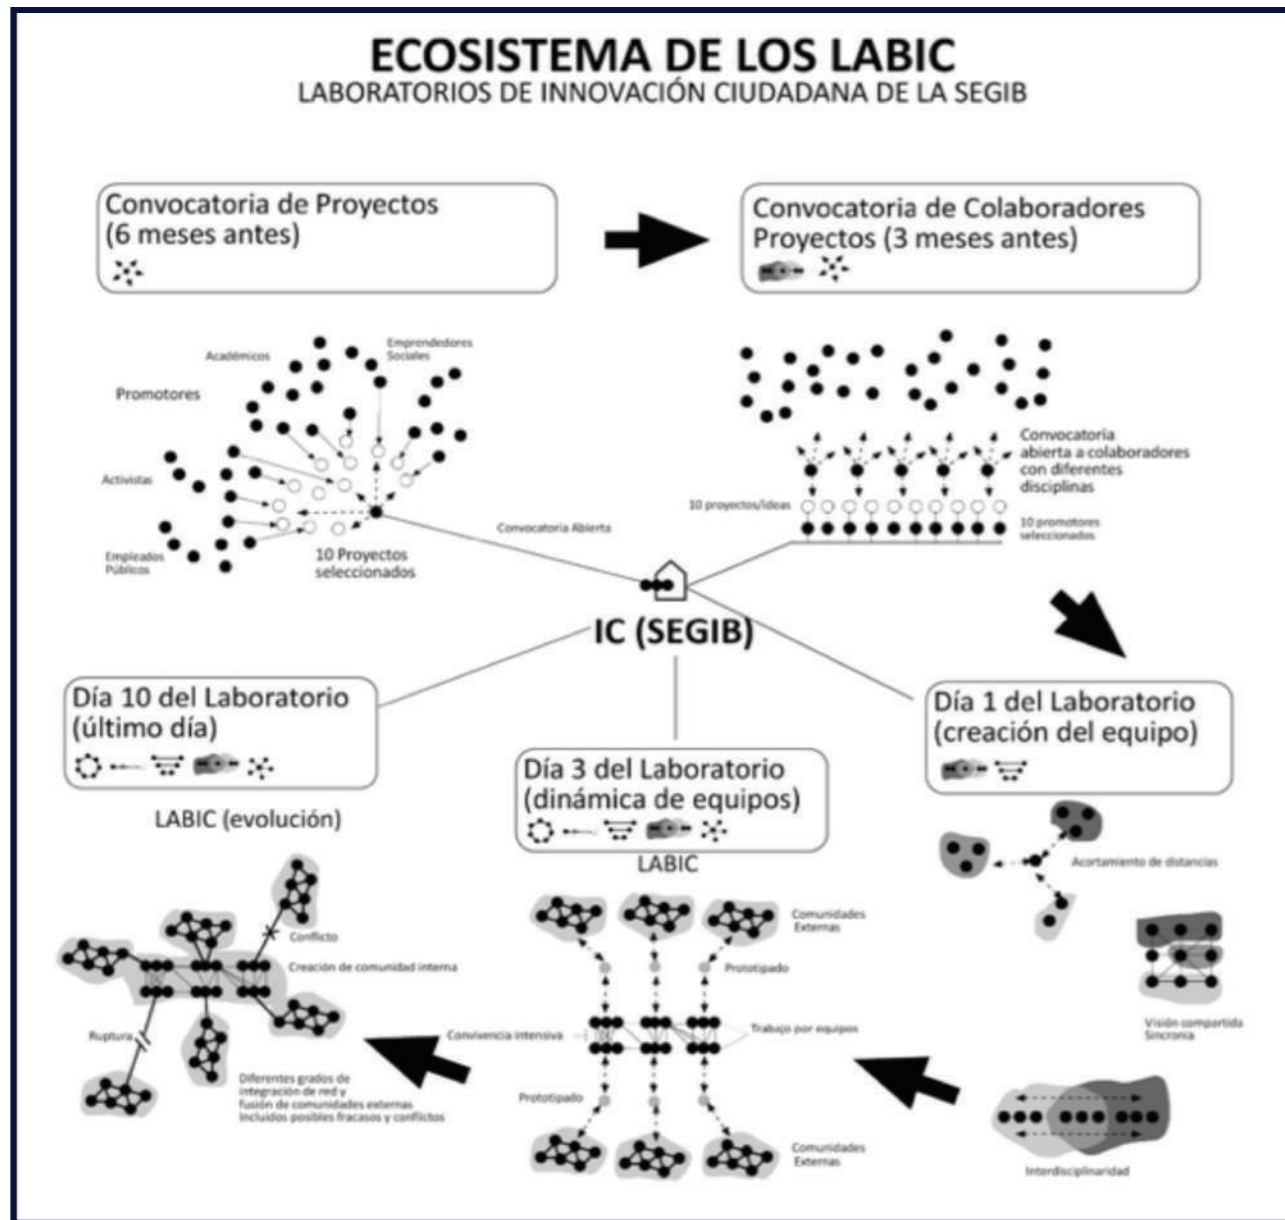 ECOSISTEMA DE LOS LABIC
LABORATORIOS DE INNOVACIÓN CIUDADANA DE LA SEGIB
Convocatoria de Proyectos
(6 meses antes)
Convocatoria de Colaboradores
Proyectos (3 meses antes)
Académicos
Emprendedores
Sociales
Promotores
Activistas
Empleados
Públicos
10 Proyectos
seleccionados
Convocatoria Abierta
Convocatoria
abierta a colaboradores
con diferentes
disciplinas
10 proyectos/ideas
10 promotores
seleccionados
IC (SEGIB)
Día 1 del Laboratorio
(creación del equipo)
Acortamiento de distancias
Visión compartida
Sincronia
Interdisciplinaridad
Día 3 del Laboratorio
(dinámica de equipos)
LABIC
Comunidades
Externas
Prototipado
Convivencia intensiva
Trabajo por equipos
Prototipado
Comunidades
Externas
Día 10 del Laboratorio
(último día)
LABIC (evolución)
Conflicto
Creación de comunidad interna
Ruptura
Diferentes grados de
integración de red y
fusión de comunidades externas
Incluidos posibles fracasos y conflictos